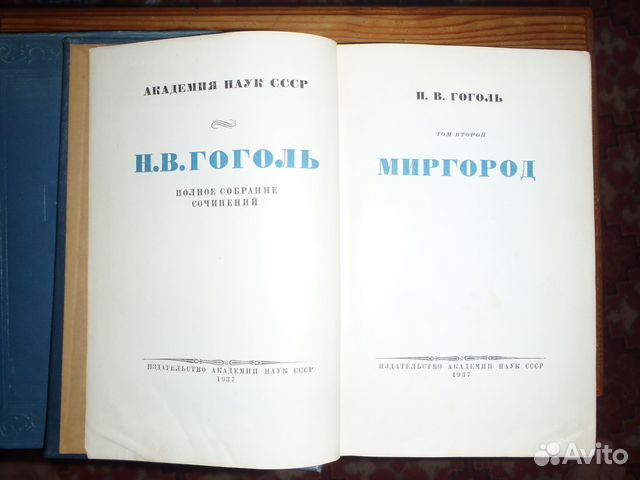 АКАДЕМИЯ НАУК СССР
Н.В.ГОГОЛЬ
ПОЛНОЕ СОБРАНИЕ
СОЧИНЕНИЙ
ИЗДАТЕЛЬСТВО АКАДЕМИИ НАУК СССР
1937
Н. В. ГОГОЛЬ
ТОМ ВТОРОЙ
МИРГОРОД
ИЗДАТЕЛЬСТВО АКАДЕМИИ НАУК СССР
1937
Avito